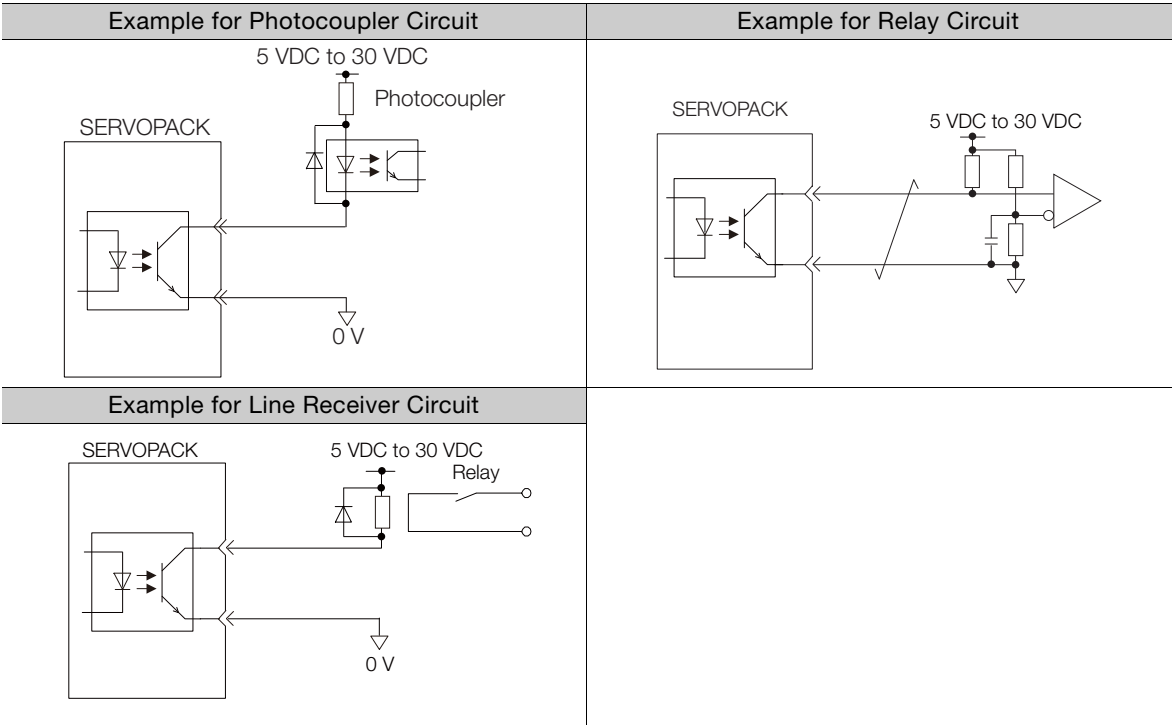 Example for Photocoupler Circuit
5 VDC to 30 VDC
Photocoupler
SERVOPACK
0 V
Example for Relay Circuit
SERVOPACK
5 VDC to 30 VDC
Example for Line Receiver Circuit
SERVOPACK
5 VDC to 30 VDC
Relay
0 V